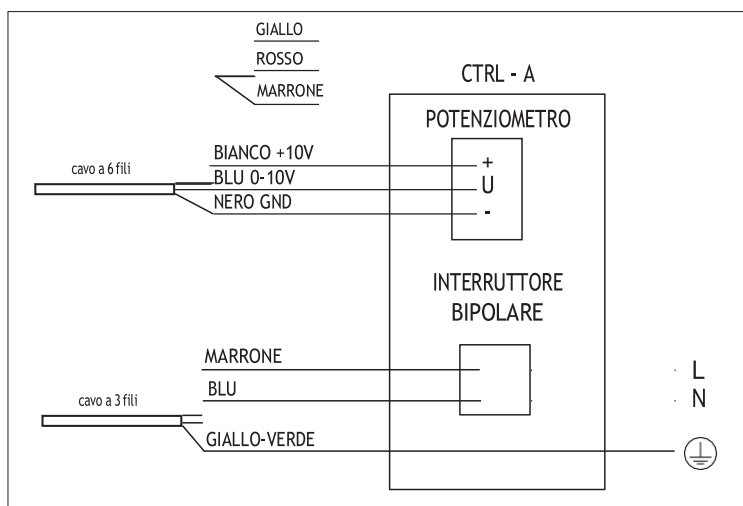 GIALLO
ROSSO
MARRONE
CTRL - A
POTENZIOMETRO
cavo a 6 fili
BIANCO +10V
BLU 0-10V
NERO GND
+
U
-
INTERRUTTORE
BIPOLARE
MARRONE
BLU
cavo a 3 fili
GIALLO-VERDE
L
N